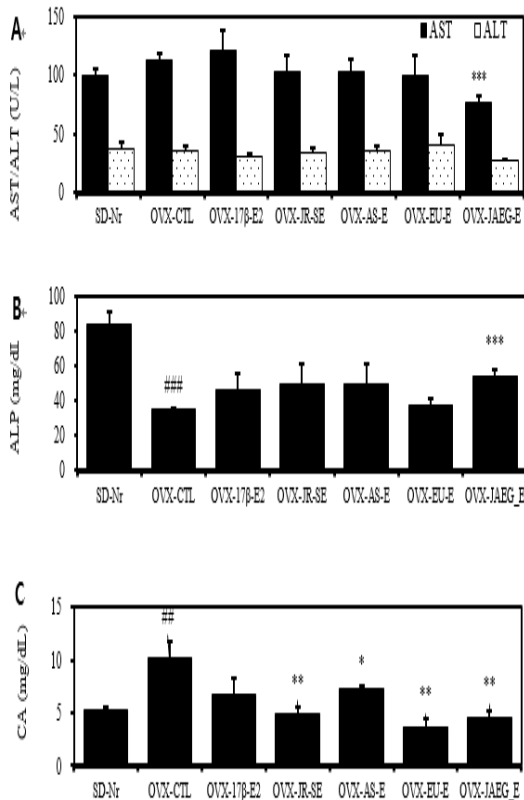 A
AST/ALT (U/L)
150
100
50
0
AST ALT
***
SD-Nr OVX-CTL OVX-17β-E2 OVX-JR-SE OVX-AS-E OVX-EU-E OVX-JAEG-E
B
ALP (mg/dL
100
80
60
40
20
0
###
***
SD-Nr OVX-CTL OVX-17β-E2 OVX-JR-SE OVX-AS-E OVX-EU-E OVX-JAEG_E
C
CA (mg/dL)
15
10
5
0
##
** * ** **
SD-Nr OVX-CTL OVX-17β-E2 OVX-JR-SE OVX-AS-E OVX-EU-E OVX-JAEG_E